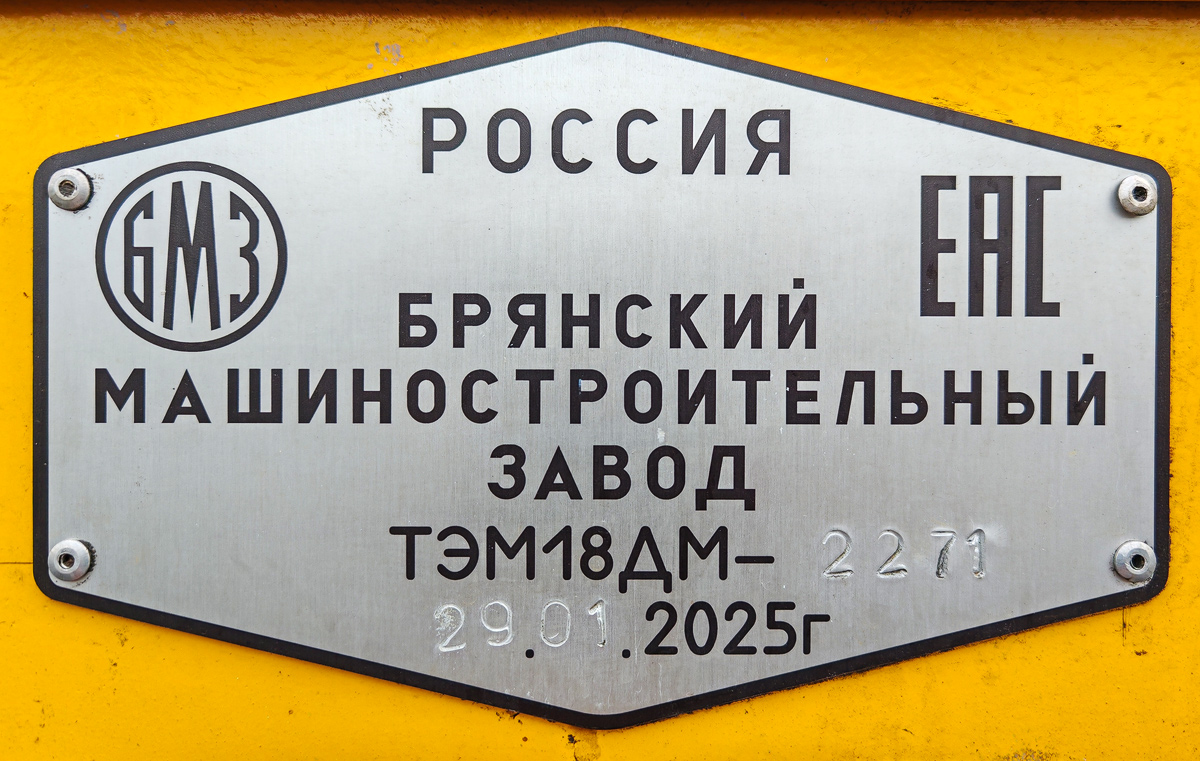 РОССИЯ
БМЗ
ЕАС
БРЯНСКИЙ
МАШИНОСТРОИТЕЛЬНЫЙ
ЗАВОД
ТЭМ18ДМ– 2271
29.01.2025г